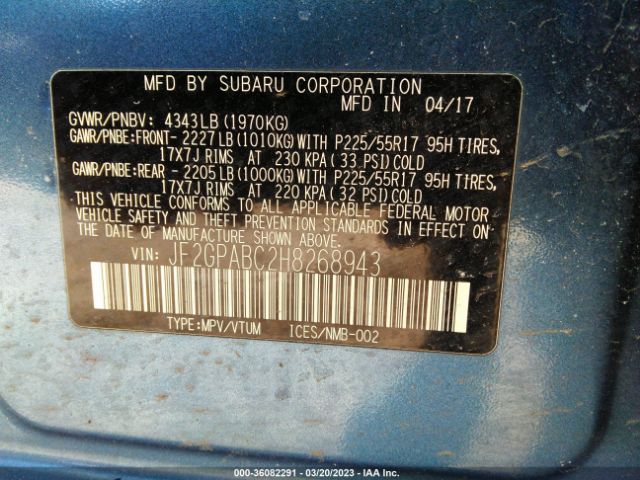 MFD BY SUBARU CORPORATION
MFD IN 04/17
GVWR/PNBV: 4343LB(1970KG)
GAWR/PNBE:FRONT- 2227LB(1010KG)WITH P225/55R17 95H TIRES,
17X7J RIMS AT 230 KPA(33 PSI)COLD
GAWR/PNBE:REAR - 2205LB(1000KG)WITH P225/55R17 95H TIRES,
17X7J RIMS AT 220 KPA(32 PSI)COLD
THIS VEHICLE CONFORMS TO ALL APPLICABLE FEDERAL MOTOR
VEHICLE SAFETY AND THEFT PREVENTION STANDARDS IN EFFECT
ON THE DATE OF MANUFACTURE SHOWN ABOVE.
VIN: JF2GPABC2H8268943
TYPE:MPV/VTUM ICES/NMB-002
000-36082291 - 03/20/2023 - IAA Inc.